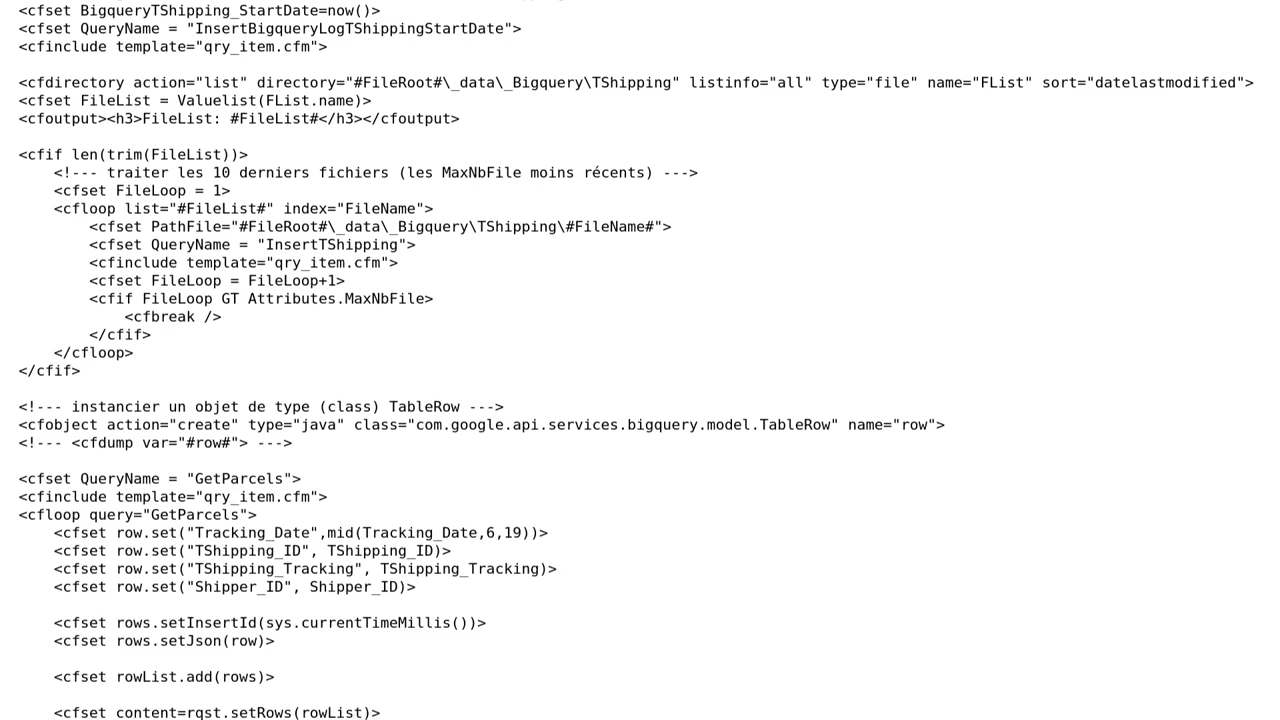 <cfset BigqueryTShipping_StartDate=now()>
<cfset QueryName = "InsertBigqueryLogTShippingStartDate">
<cfinclude template="qry_item.cfm">
<cfdirectory action="list" directory="#FileRoot#\_data\_Bigquery\TShipping" listinfo="all" type="file" name="FList" sort="datelastmodified">
<cfset FileList = Valuelist(FList.name)>
<cfoutput><h3>FileList: #FileList#</h3></cfoutput>
<cfif len(trim(FileList))>
<!--- traiter les 10 derniers fichiers (les MaxNbFile moins récents) --->
<cfset FileLoop = 1>
<cfloop list="#FileList#" index="FileName">
<cfset PathFile="#FileRoot#\_data\_Bigquery\TShipping\#FileName#">
<cfset QueryName = "InsertTShipping">
<cfinclude template="qry_item.cfm">
<cfset FileLoop = FileLoop+1>
<cfif FileLoop GT Attributes.MaxNbFile>
<cfbreak />
</cfif>
</cfloop>
</cfif>
<!--- instancier un objet de type (class) TableRow --->
<cfobject action="create" type="java" class="com.google.api.services.bigquery.model.TableRow" name="row">
<!--- <cfdump var="#row#"> --->
<cfset QueryName = "GetParcels">
<cfinclude template="qry_item.cfm">
<cfloop query="GetParcels">
<cfset row.set("Tracking_Date",mid(Tracking_Date,6,19))>
<cfset row.set("TShipping_ID", TShipping_ID)>
<cfset row.set("TShipping_Tracking", TShipping_Tracking)>
<cfset row.set("Shipper_ID", Shipper_ID)>
<cfset rows.setInsertId(sys.currentTimeMillis())>
<cfset rows.setJson(row)>
<cfset rowList.add(rows)>
<cfset content=rqst.setRows(rowList)>